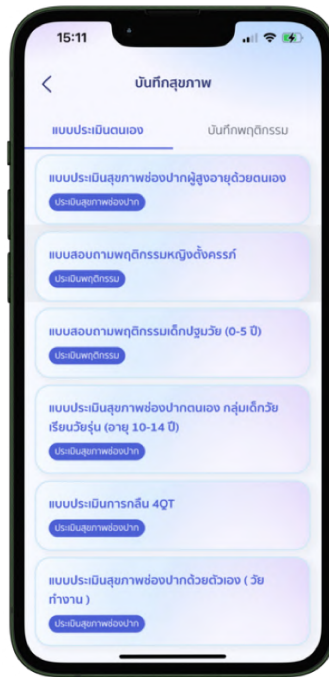 15:11
บันทึกสุขภาพ
แบบประเมินตนเอง
บันทึกพฤติกรรม
แบบประเมินสุขภาพช่องปากผู้สูงอายุด้วยตนเอง
ประเมินสุขภาพช่องปาก
แบบสอบถามพฤติกรรมหญิงตั้งครรภ์
ประเมินพฤติกรรม
แบบสอบถามพฤติกรรมเด็กปฐมวัย (0-5 ปี)
ประเมินพฤติกรรม
แบบประเมินสุขภาพช่องปากตนเอง กลุ่มเด็กวัย
เรียนวัยรุ่น (อายุ 10-14 ปี)
ประเมินสุขภาพช่องปาก
แบบประเมินการกลืน 4QT
ประเมินสุขภาพช่องปาก
แบบประเมินสุขภาพช่องปากด้วยตัวเอง ( วัย
ทำงาน )
ประเมินสุขภาพช่องปาก